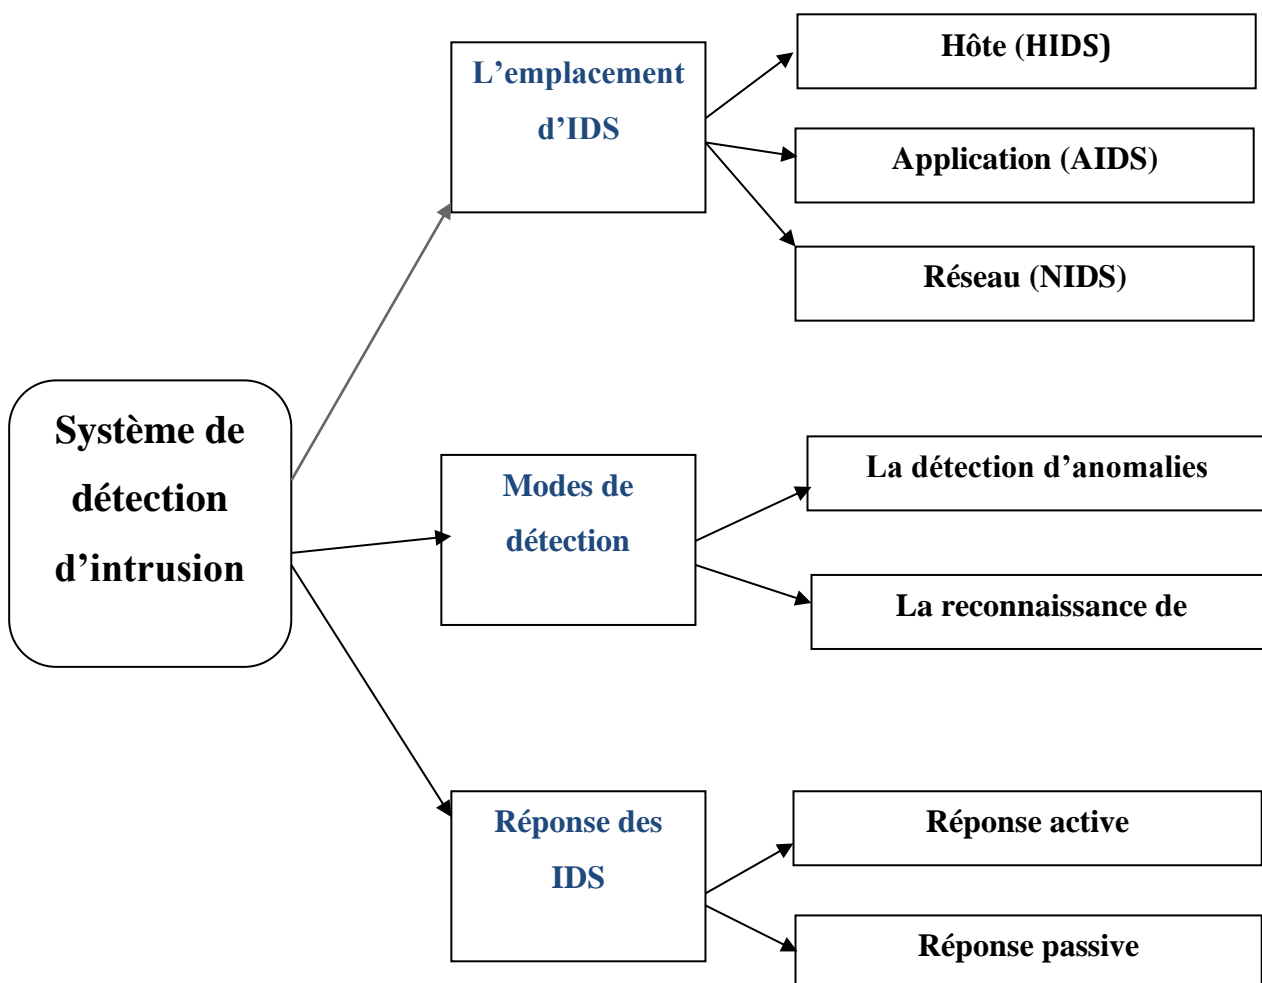 L’emplacement
d’IDS
Hôte (HIDS)
Application (AIDS)
Réseau (NIDS)
Système de
détection
d’intrusion
Modes de
détection
La détection d’anomalies
La reconnaissance de
Réponse des
IDS
Réponse active
Réponse passive